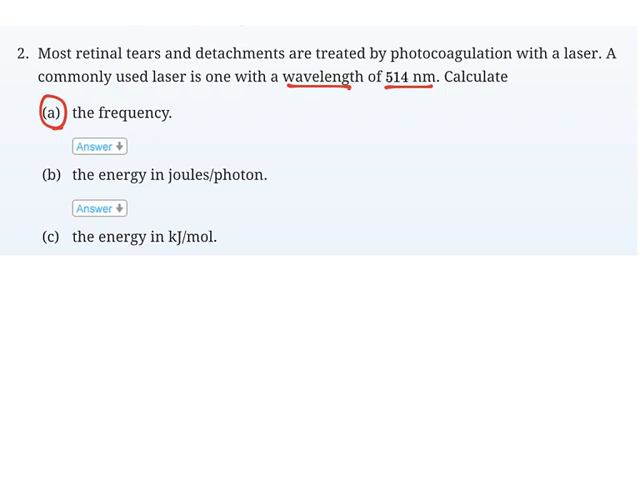 2. Most retinal tears and detachments are treated by photocoagulation with a laser. A
commonly used laser is one with a wavelength of 514 nm. Calculate
(a) the frequency.
Answer ↓
(b) the energy in joules/photon.
Answer ↓
(c) the energy in kJ/mol.